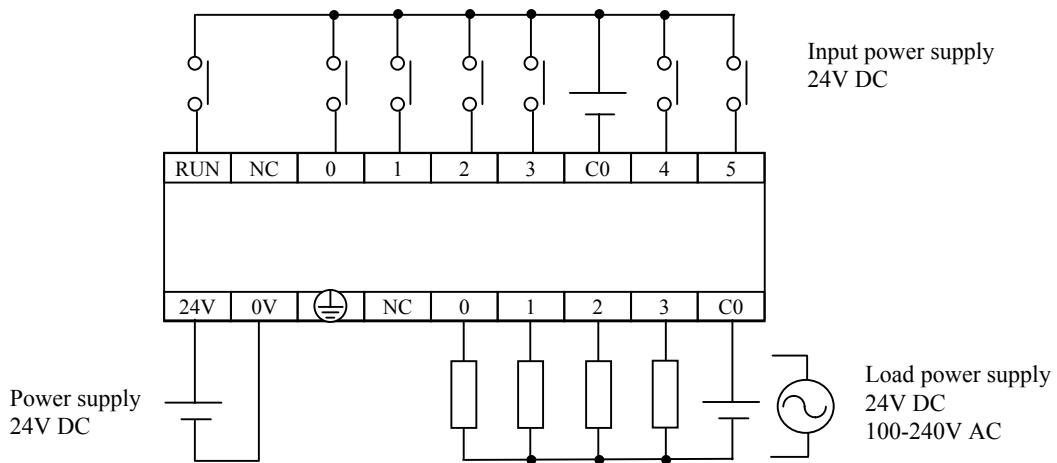 Input power supply
24V DC
RUN NC 0 1 2 3 C0 4 5
24V 0V NC 0 1 2 3 C0
Power supply
24V DC
Load power supply
24V DC
100-240V AC